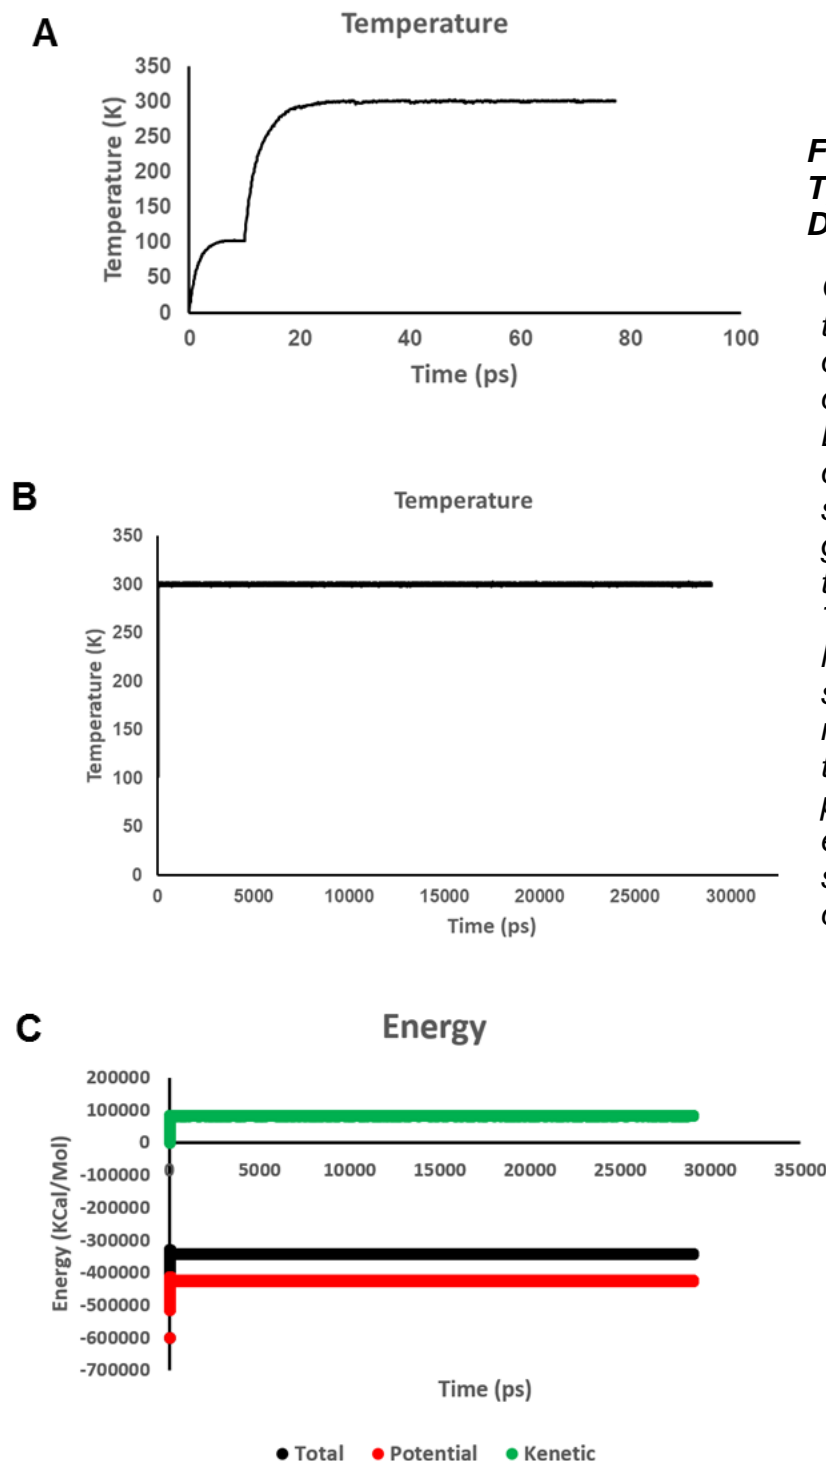 A
Temperature
350
300
250
200
150
100
50
0
Temperature (K)
0 20 40 60 80 100
Time (ps)
B
Temperature
350
300
250
200
150
100
50
0
Temperature (K)
0 5000 10000 15000 20000 25000 30000
Time (ps)
C
Energy
200000
100000
0
-100000
-200000
-300000
-400000
-500000
-600000
-700000
Energy (KCal/Mol)
0 5000 10000 15000 20000 25000 30000 35000
Time (ps)
Total Potential Kenetic
F
T
D